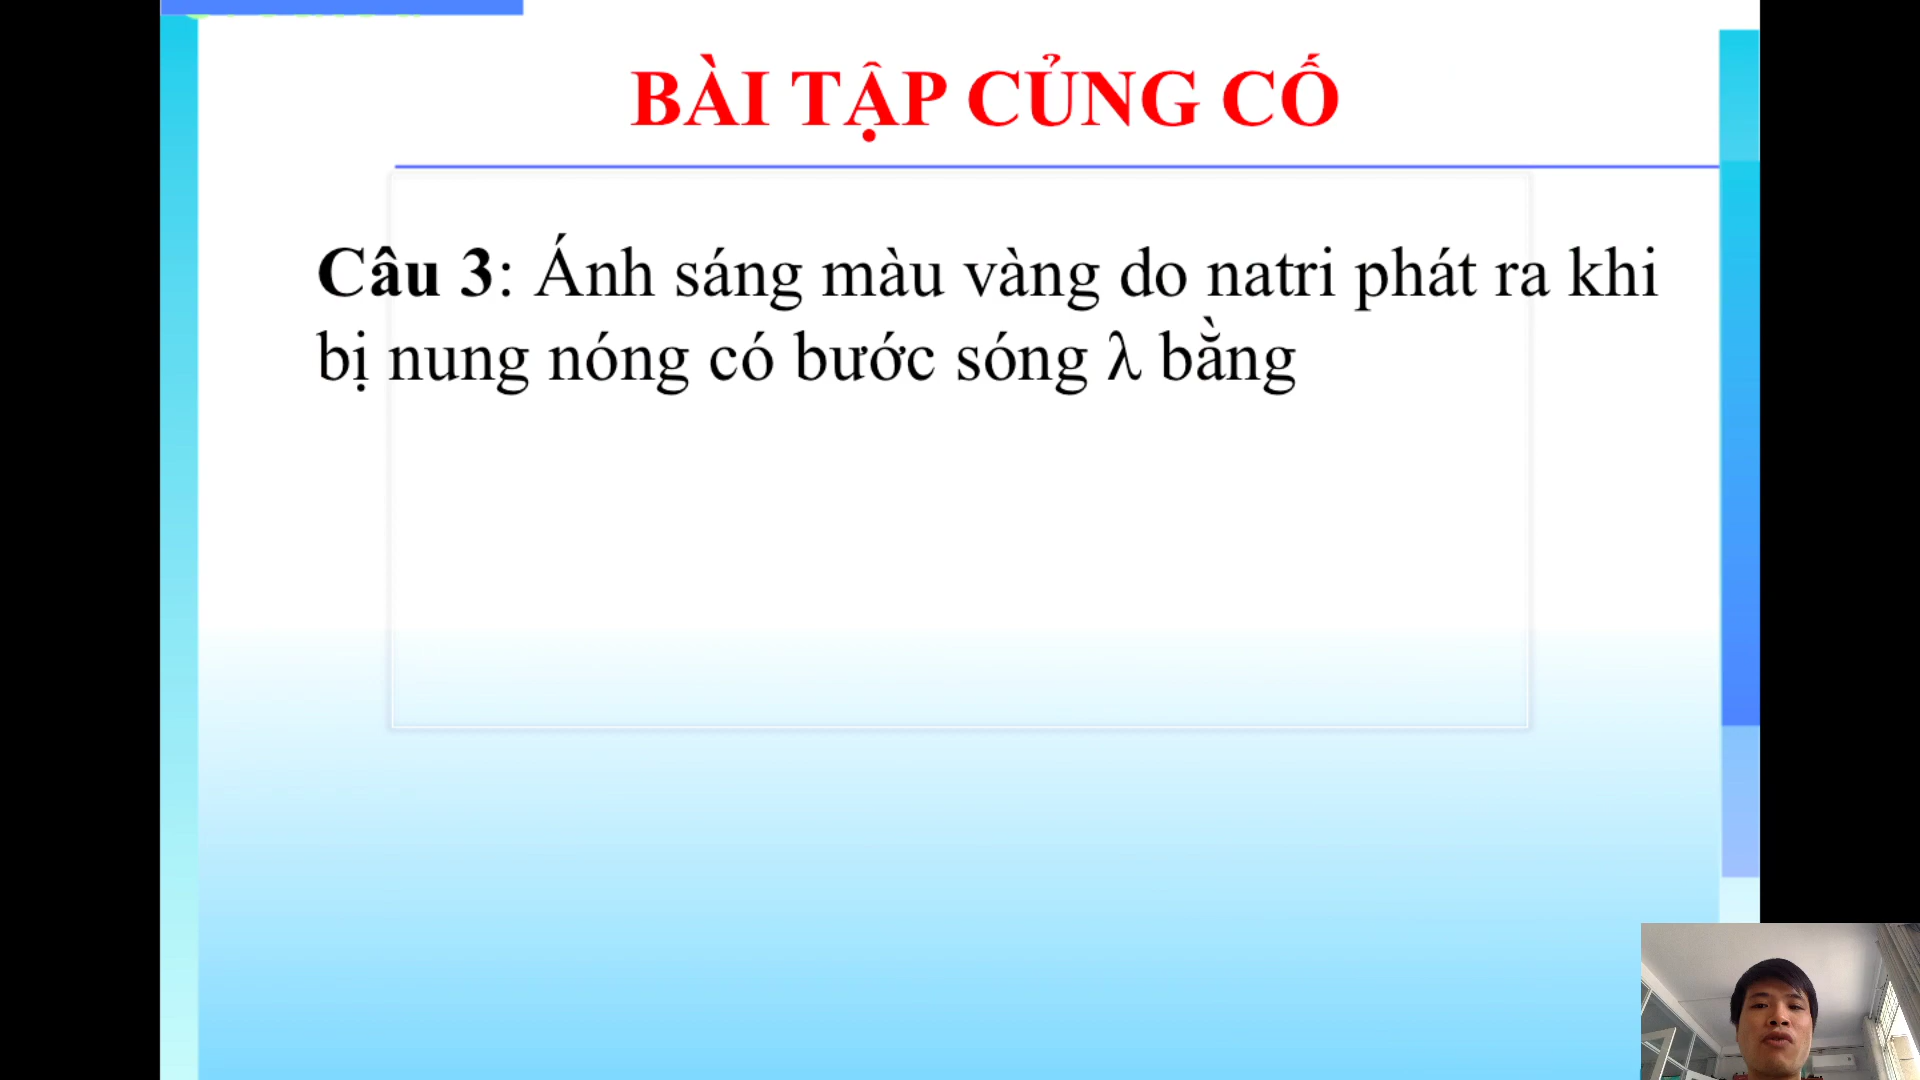 BÀI TẬP CỦNG CỐ
Câu 3: Ánh sáng màu vàng do natri phát ra khi
bị nung nóng có bước sóng λ bằng